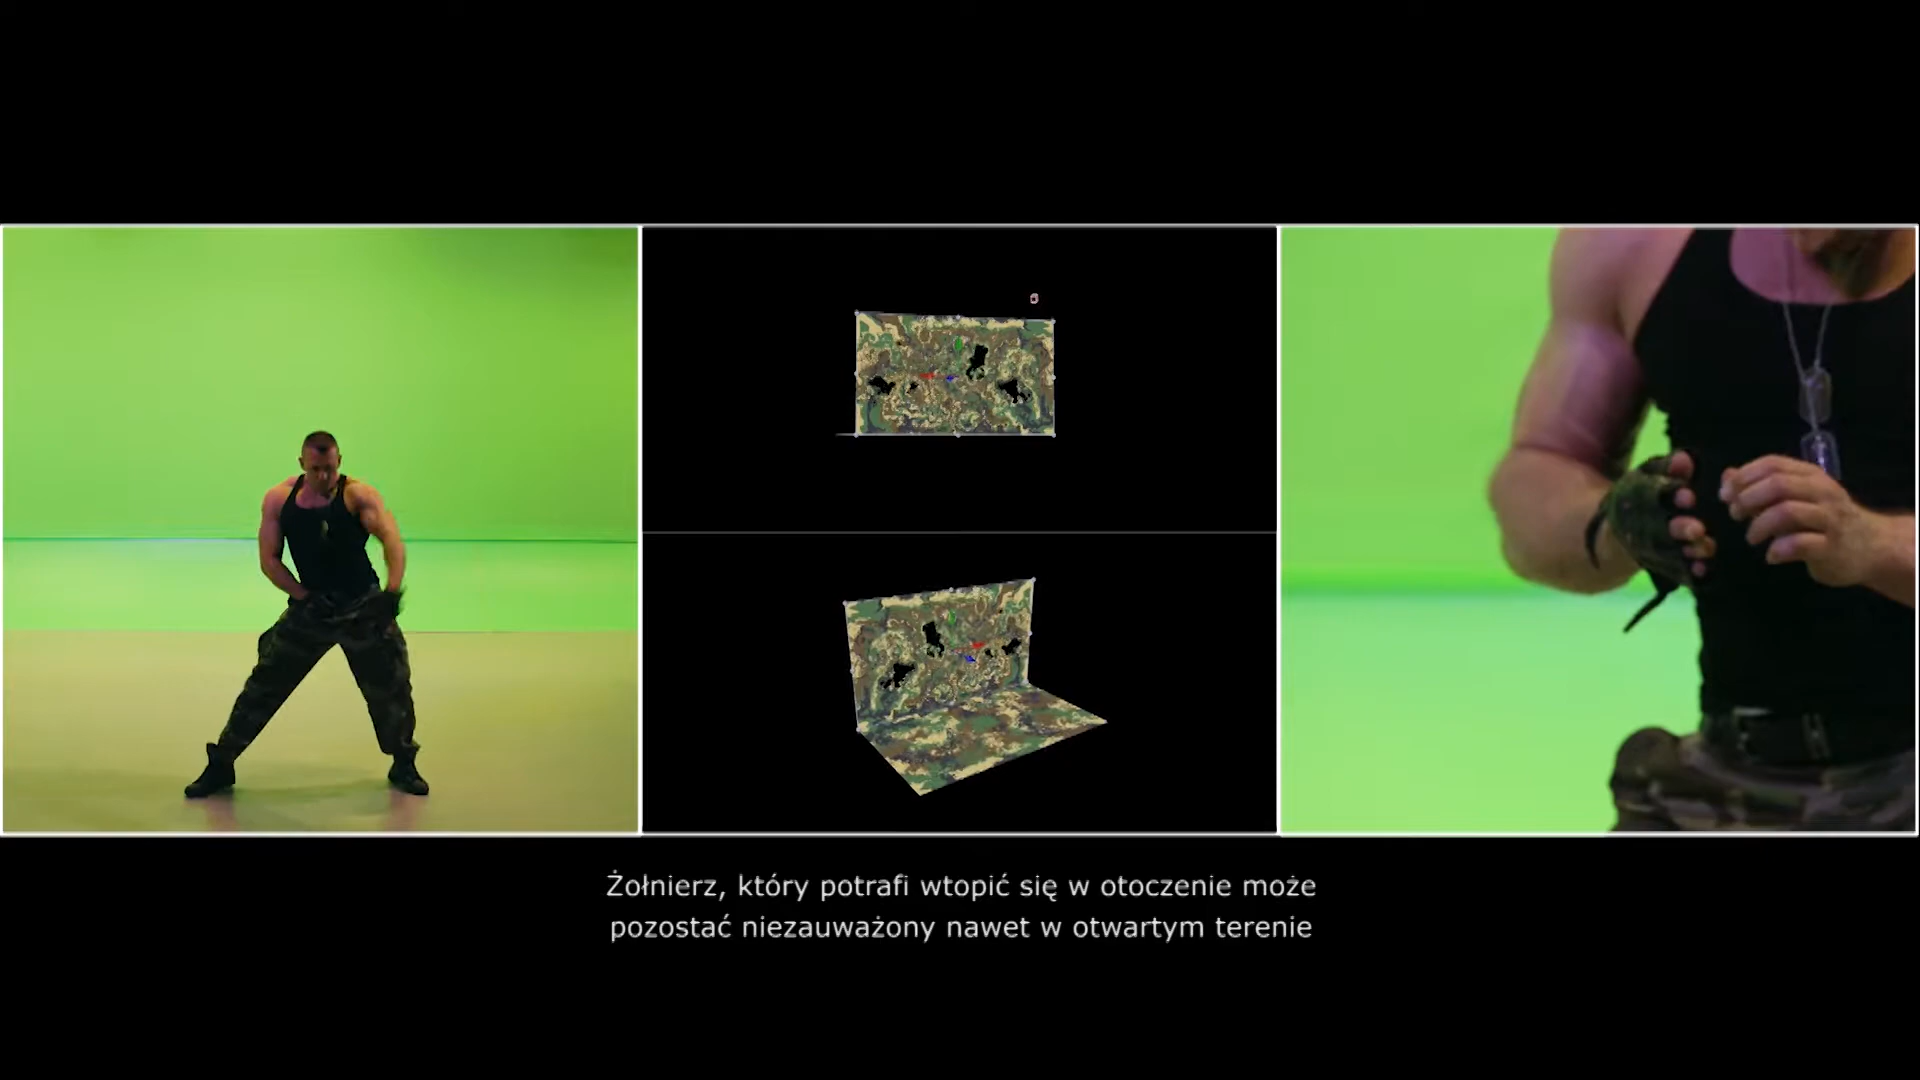 Żołnierz, który potrafi wtopić się w otoczenie może
pozostać niezauważony nawet w otwartym terenie